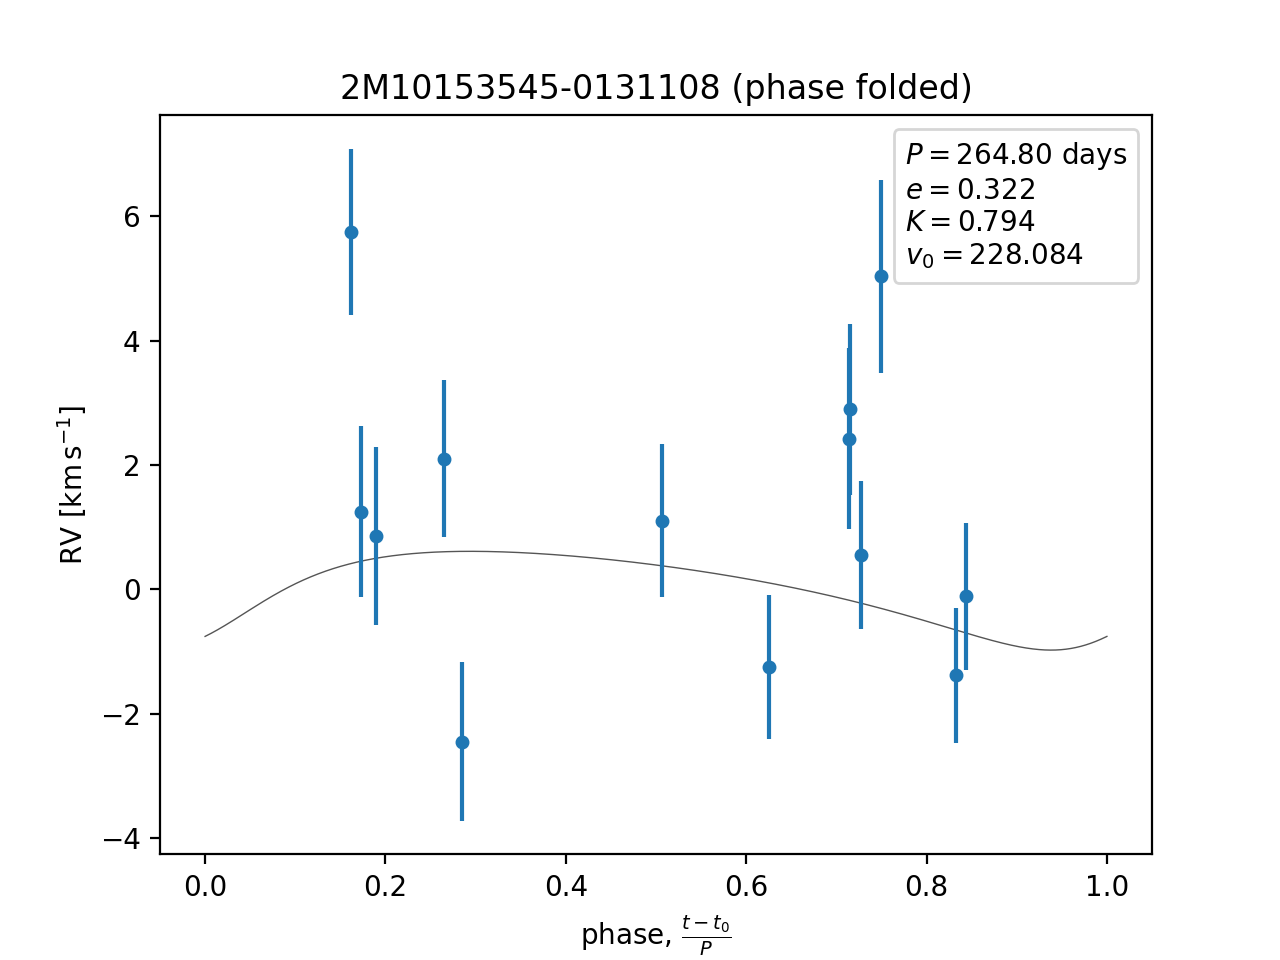 2M10153545-0131108 (phase folded)
P = 264.80 days
e = 0.322
K = 0.794
v₀ = 228.084
6
4
2
0
−2
−4
RV [km s⁻¹]
0.0 0.2 0.4 0.6 0.8 1.0
phase, (t − t₀)/P